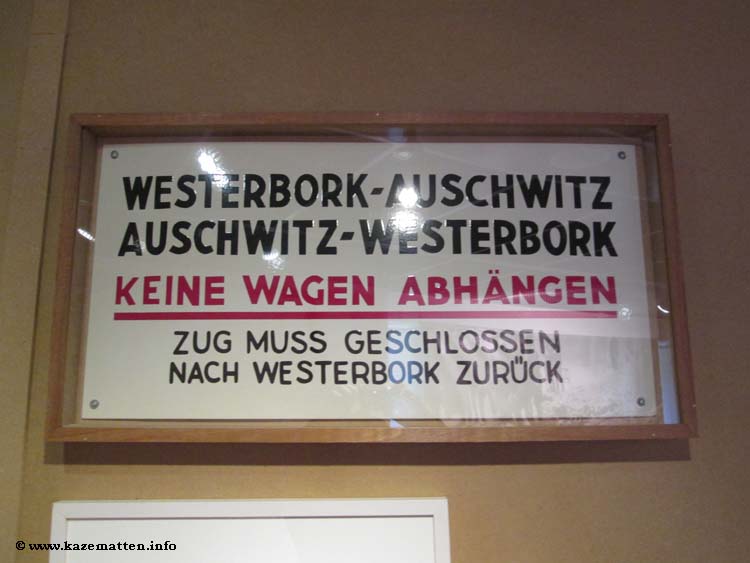 WESTERBORK-AUSCHWITZ
AUSCHWITZ-WESTERBORK
KEINE WAGEN ABHÄNGEN
ZUG MUSS GESCHLOSSEN
NACH WESTERBORK ZURÜCK
© www.kazematten.info